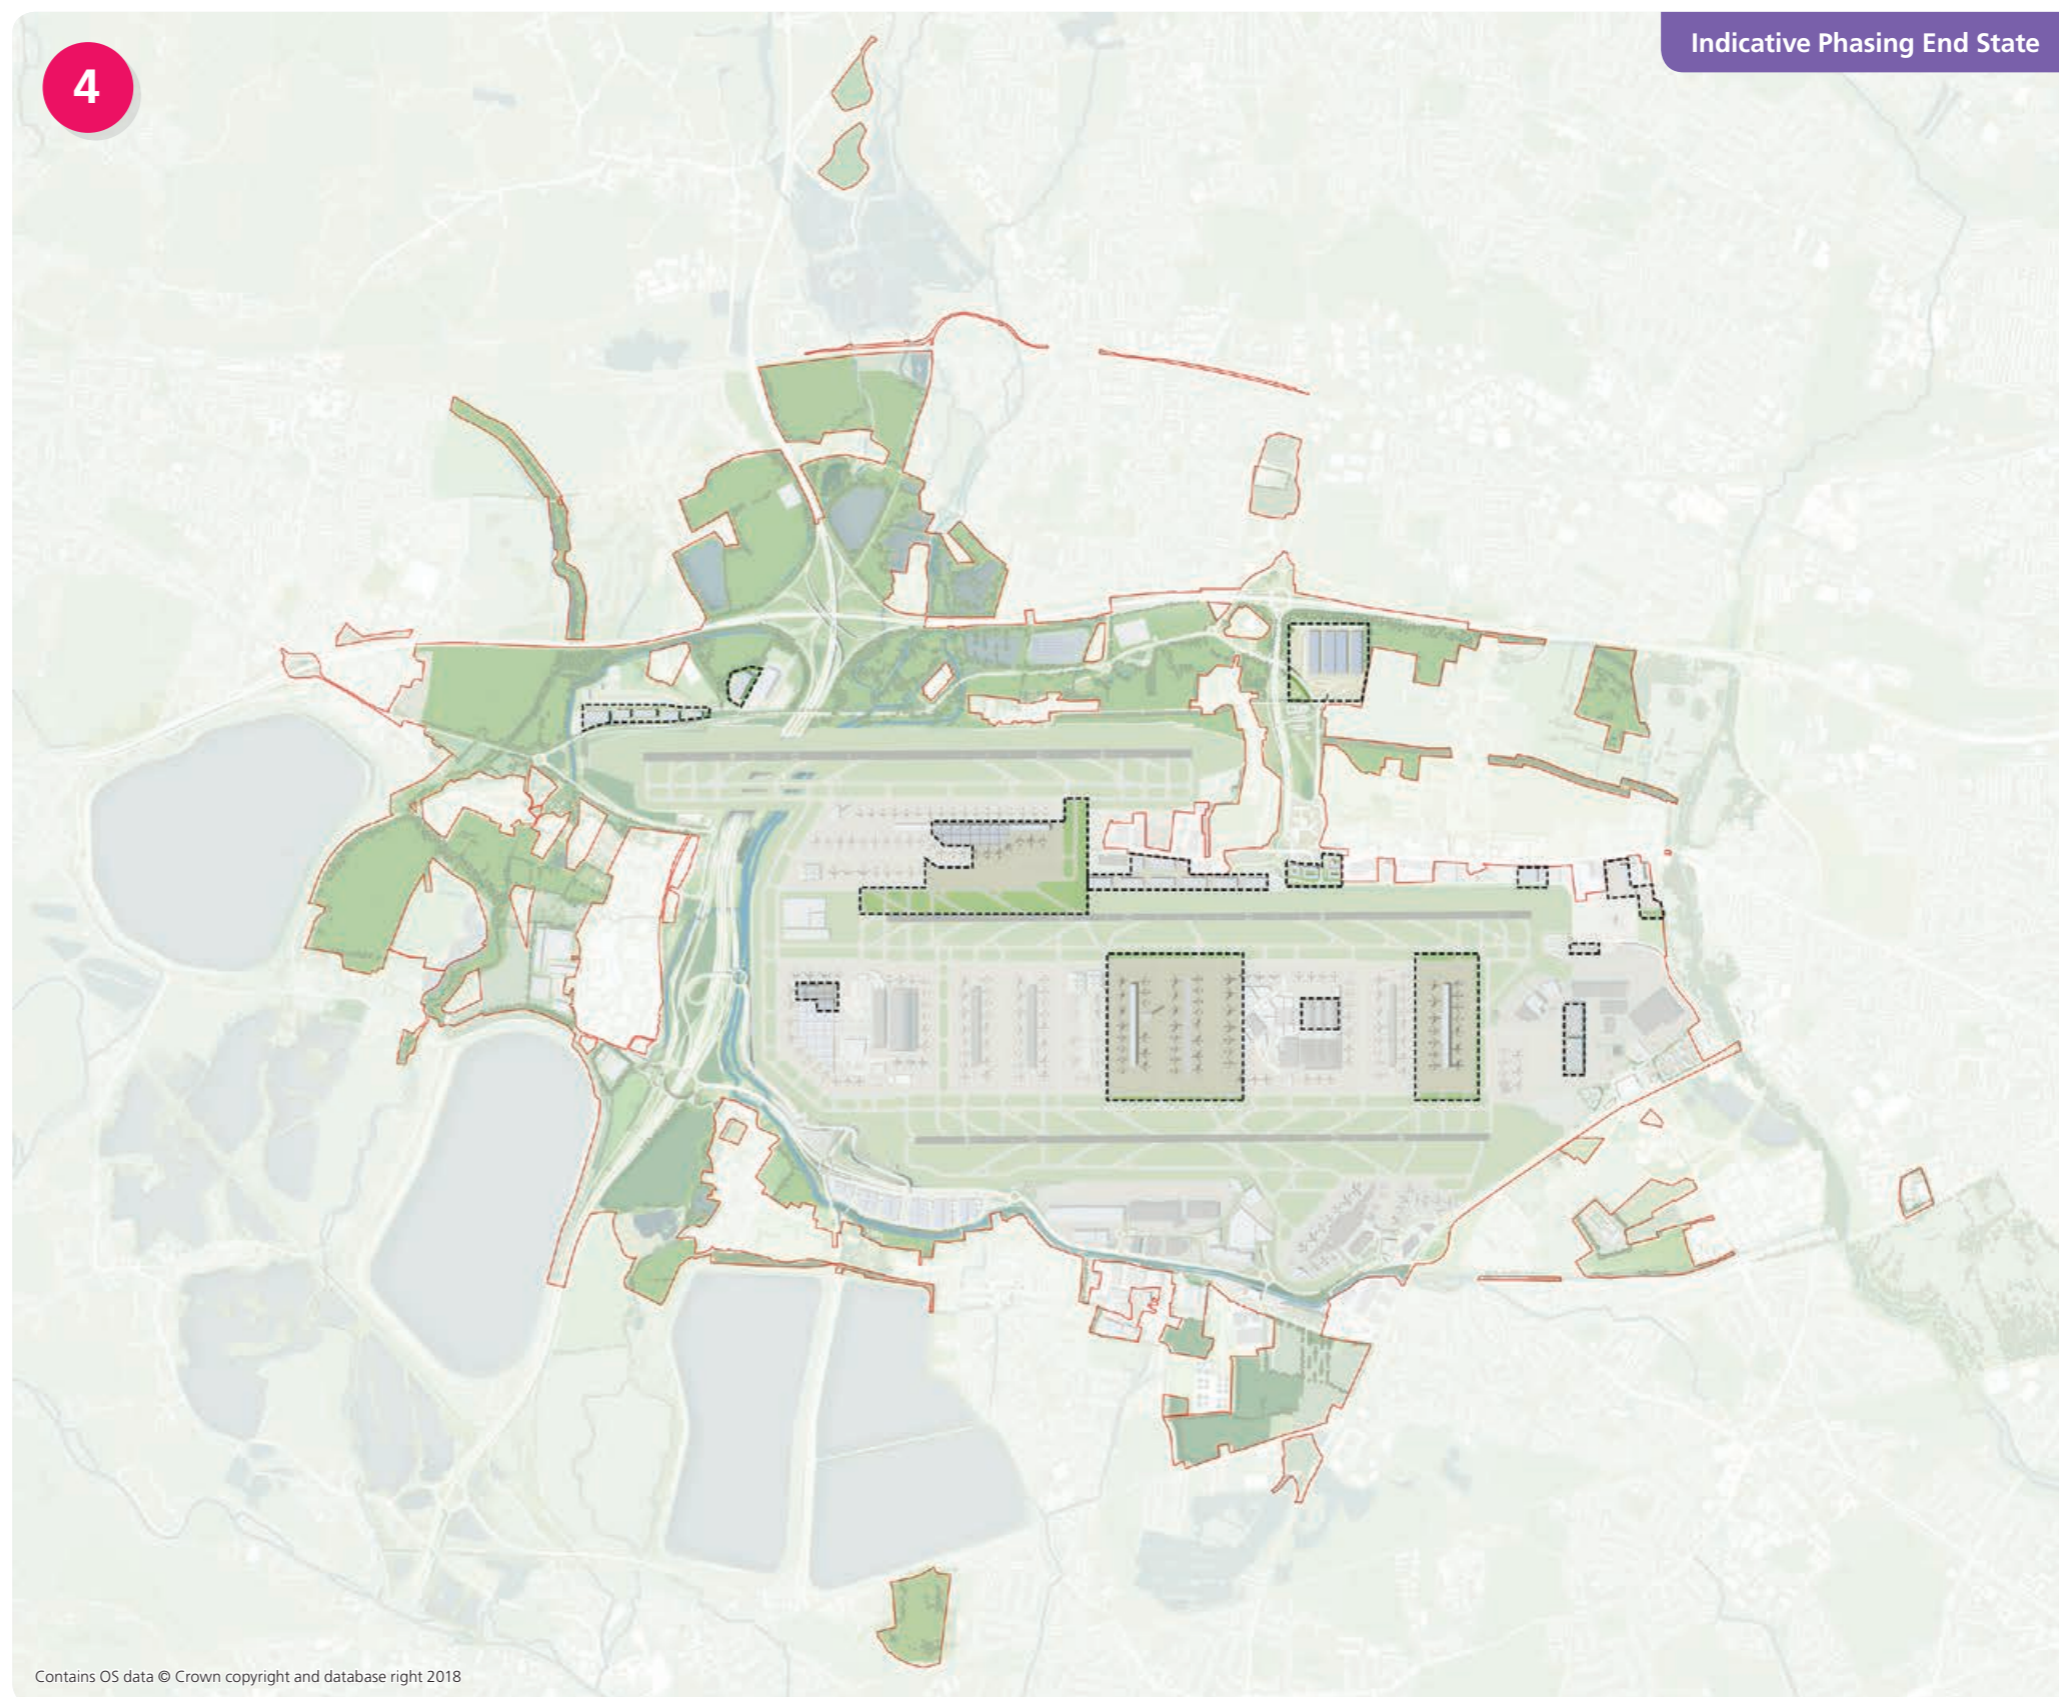 4
Indicative Phasing End State
Contains OS data © Crown copyright and database right 2018